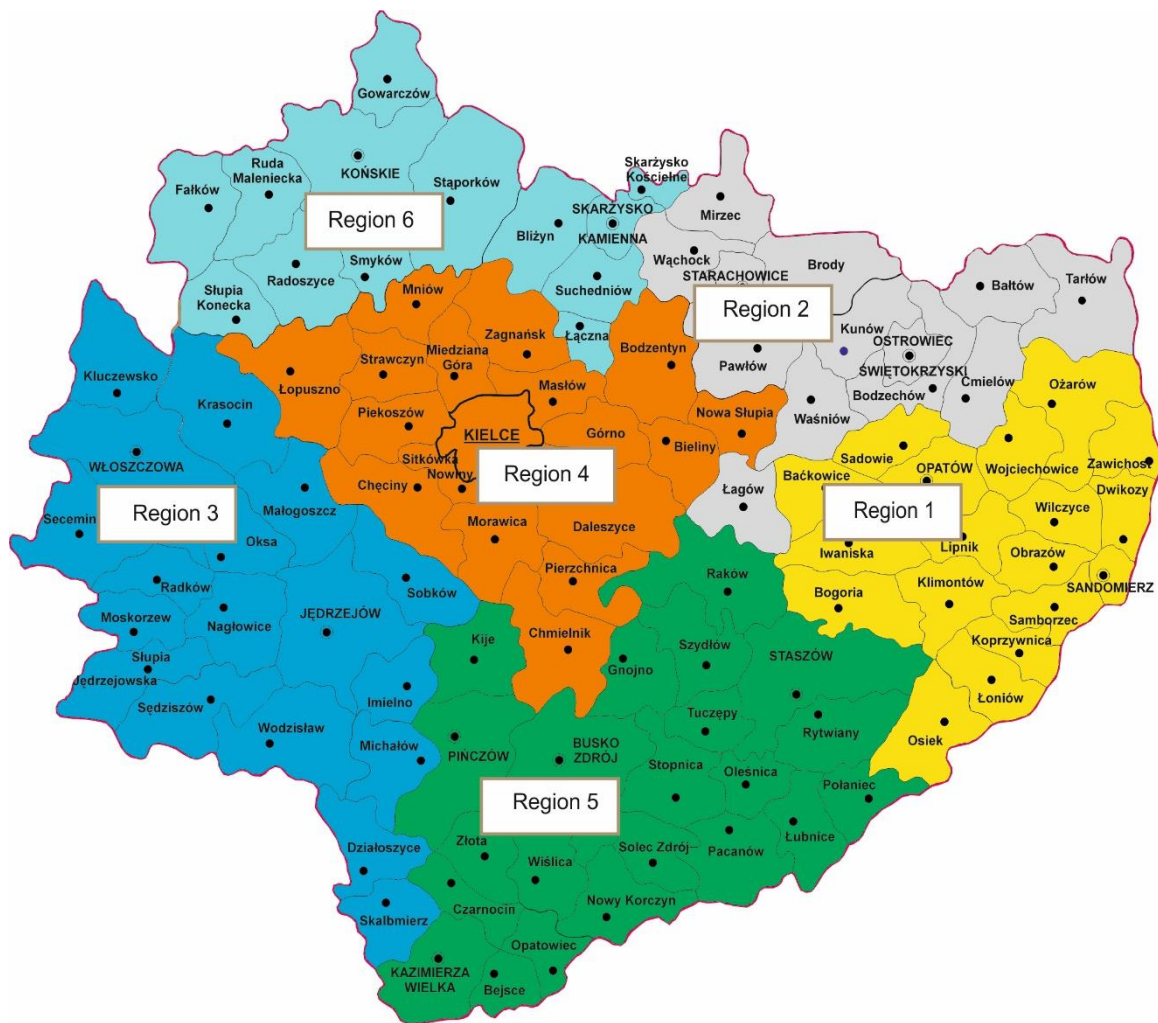 Gowarczów
Ruda
Maleniecka
KOŃSKIE
Fałków
Stąporków
Region 6
Skarżysko
Kościelne
SKARZYSKO
KAMIENNA
Bliżyn
Mirzec
Wąchock
STARACHOWICE
Brody
Bałtów
Tarłów
Radoszyce
Smyków
Słupia
Konecka
Suchedniów
Łączna
Region 2
Kunów
OSTROWIEC
ŚWIĘTOKRZYSKI
Pawłów
Waśniów
Bodzechów
Ćmielów
Mniów
Zagnańsk
Bodzentyn
Strawczyn
Miedziana
Góra
Łopuszno
Masłów
Piekoszów
KIELCE
Górno
Bieliny
Nowa Słupia
Sitkówka
Nowiny
Chęciny
Region 4
Łagów
Morawica
Daleszyce
Pierzchnica
Chmielnik
Kluczewsko
Krasocin
WŁOSZCZOWA
Region 3
Małogoszcz
Secemin
Oksa
Radków
Sobków
Moskorzew
Nagłowice
JĘDRZEJÓW
Słupia
Jędrzejowska
Sędziszów
Imielno
Wodzisław
Michałów
Działoszyce
Skalbmierz
Ożarów
Sadowie
OPATÓW
Wojciechowice
Zawichost
Baćkowice
Dwikozy
Region 1
Wilczyce
Iwaniska
Lipnik
Obrazów
SANDOMIERZ
Bogoria
Klimontów
Samborzec
Koprzywnica
Łoniów
Osiek
Raków
Kije
Szydłów
STASZÓW
Gnojno
Tuczępy
Rytwiany
PIŃCZÓW
BUSKO
ZDRÓJ
Stopnica
Oleśnica
Połaniec
Region 5
Łubnice
Pacanów
Solec Zdrój
Złota
Wiślica
Czarnocin
Nowy Korczyn
Opatowiec
KAZIMIERZA
WIELKA
Bejsce